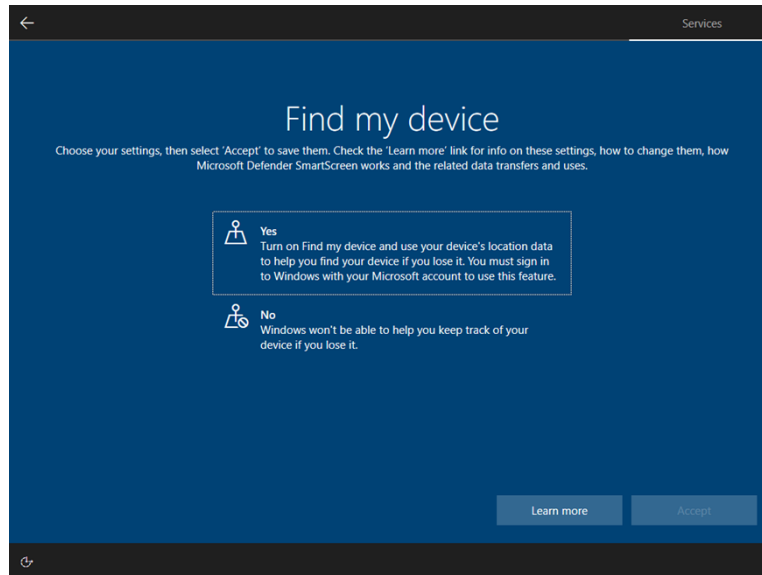 Services
Find my device
Choose your settings, then select ‘Accept’ to save them. Check the ‘Learn more’ link for info on these settings, how to change them, how
Microsoft Defender SmartScreen works and the related data transfers and uses.
Yes
Turn on Find my device and use your device's location data
to help you find your device if you lose it. You must sign in
to Windows with your Microsoft account to use this feature.
No
Windows won't be able to help you keep track of your
device if you lose it.
Learn more
Accept